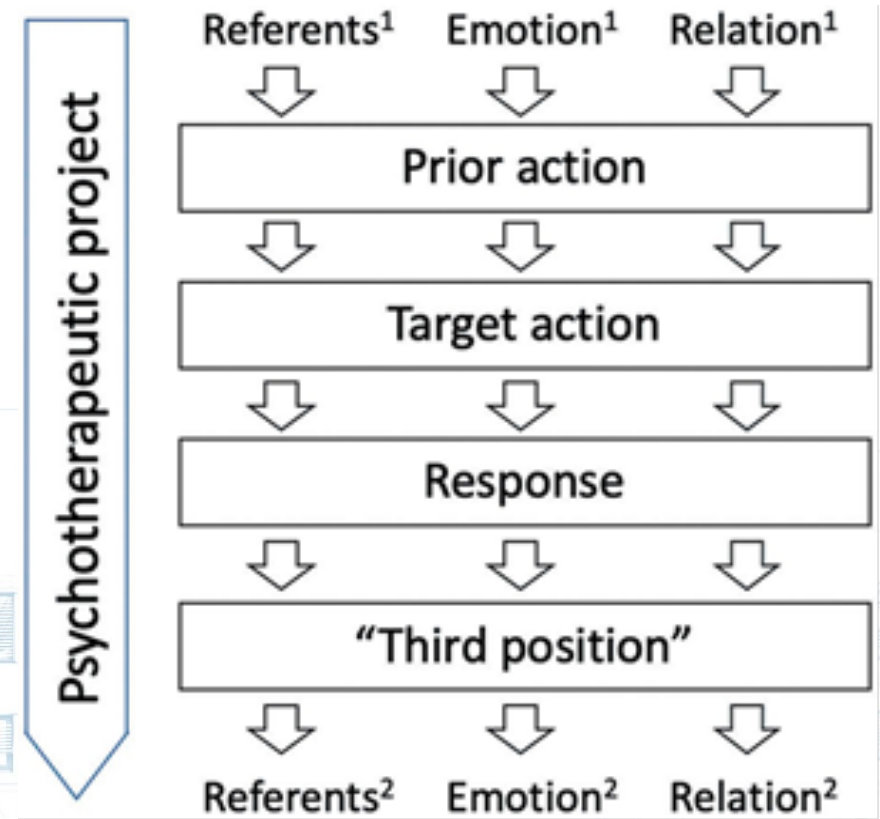 Psychotherapeutic project
Referents¹ Emotion¹ Relation¹
Prior action
Target action
Response
“Third position”
Referents² Emotion² Relation²